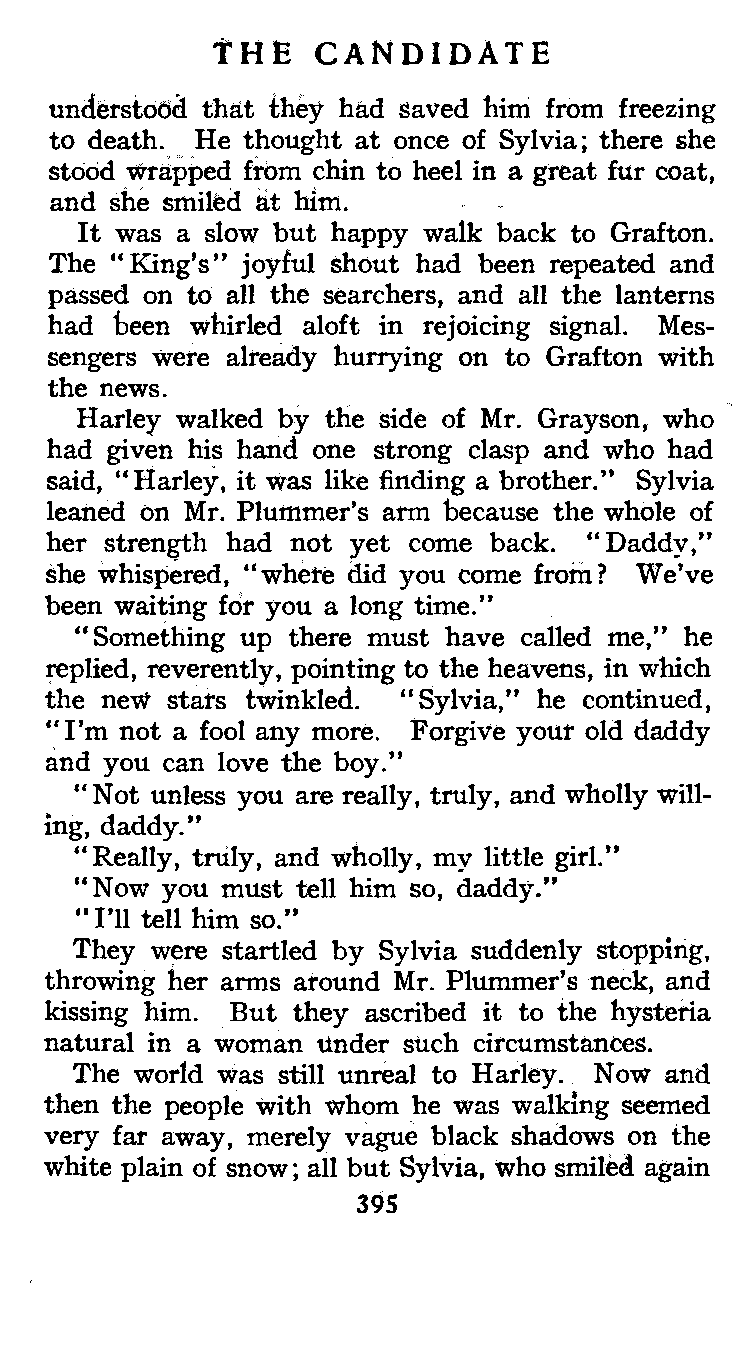 THE CANDIDATE
understood that they had saved him from freezing
to death. He thought at once of Sylvia; there she
stood wrapped from chin to heel in a great fur coat,
and she smiled at him.
It was a slow but happy walk back to Grafton.
The "King's" joyful shout had been repeated and
passed on to all the searchers, and all the lanterns
had been whirled aloft in rejoicing signal. Mes-
sengers were already hurrying on to Grafton with
the news.
Harley walked by the side of Mr. Grayson, who
had given his hand one strong clasp and who had
said, "Harley, it was like finding a brother." Sylvia
leaned on Mr. Plummer's arm because the whole of
her strength had not yet come back. "Daddy,"
she whispered, "where did you come from? We've
been waiting for you a long time."
"Something up there must have called me," he
replied, reverently, pointing to the heavens, in which
the new stars twinkled. "Sylvia," he continued,
"I'm not a fool any more. Forgive your old daddy
and you can love the boy."
"Not unless you are really, truly, and wholly will-
ing, daddy."
"Really, truly, and wholly, my little girl."
"Now you must tell him so, daddy."
"I'll tell him so."
They were startled by Sylvia suddenly stopping,
throwing her arms around Mr. Plummer's neck, and
kissing him. But they ascribed it to the hysteria
natural in a woman under such circumstances.
The world was still unreal to Harley. Now and
then the people with whom he was walking seemed
very far away, merely vague black shadows on the
white plain of snow; all but Sylvia, who smiled again
395